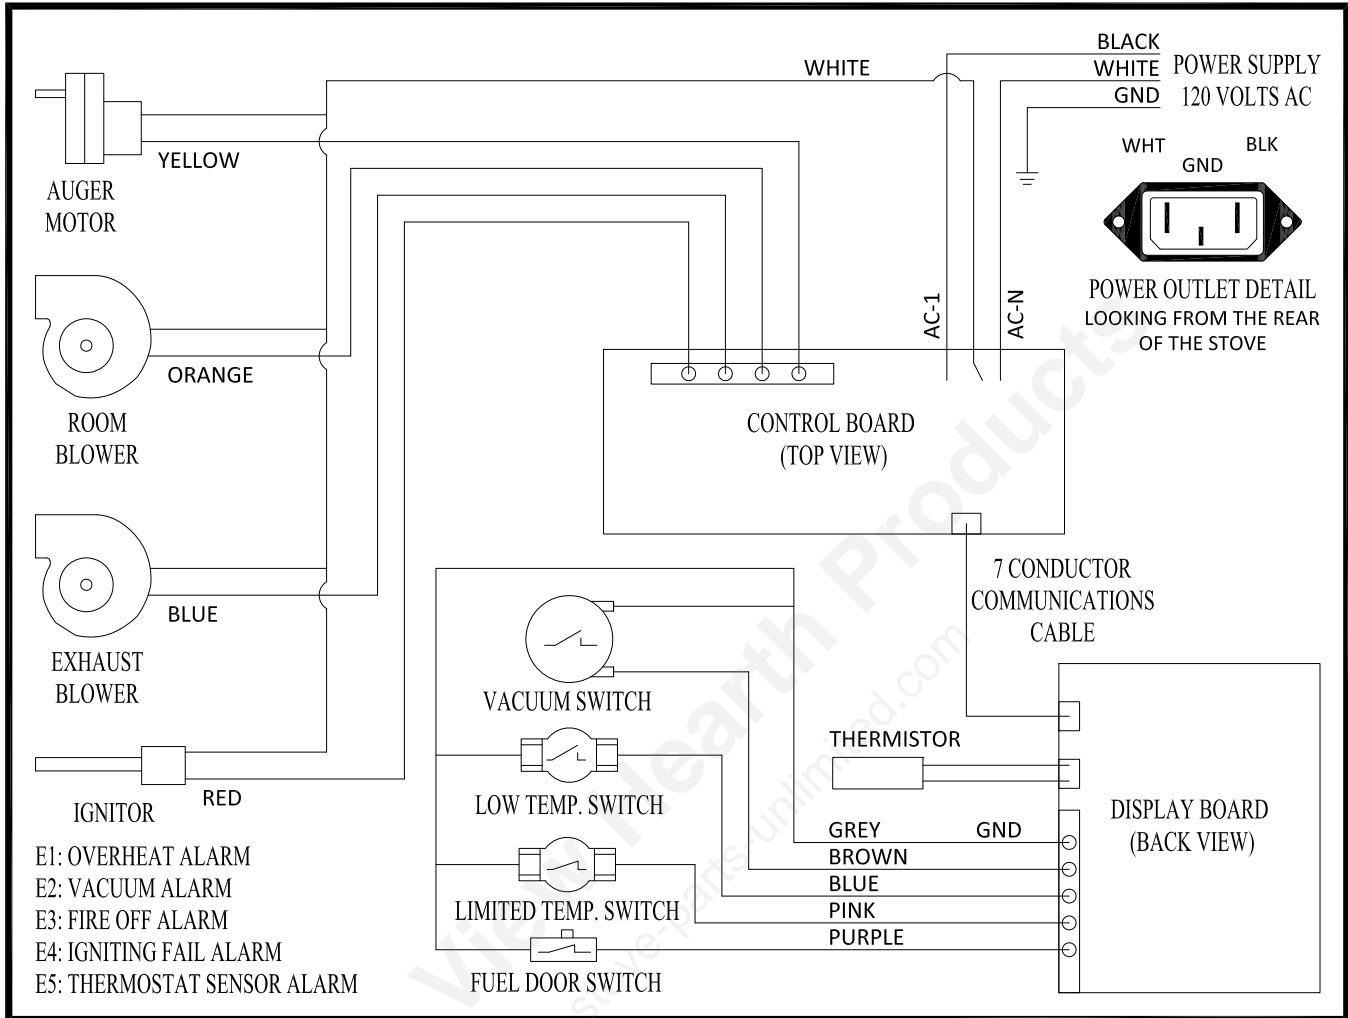 BLACK
WHITE
WHITE
GND
POWER SUPPLY
120 VOLTS AC
WHT
GND
BLK
YELLOW
AUGER
MOTOR
POWER OUTLET DETAIL
LOOKING FROM THE REAR
OF THE STOVE
AC-1
AC-N
ORANGE
ROOM
BLOWER
CONTROL BOARD
(TOP VIEW)
7 CONDUCTOR
COMMUNICATIONS
CABLE
BLUE
EXHAUST
BLOWER
VACUUM SWITCH
THERMISTOR
LOW TEMP. SWITCH
RED
IGNITOR
DISPLAY BOARD
(BACK VIEW)
GREY
GND
BROWN
BLUE
PINK
PURPLE
LIMITED TEMP. SWITCH
FUEL DOOR SWITCH
E1: OVERHEAT ALARM
E2: VACUUM ALARM
E3: FIRE OFF ALARM
E4: IGNITING FAIL ALARM
E5: THERMOSTAT SENSOR ALARM
View Hearth Products
stove-parts-unlimited.com